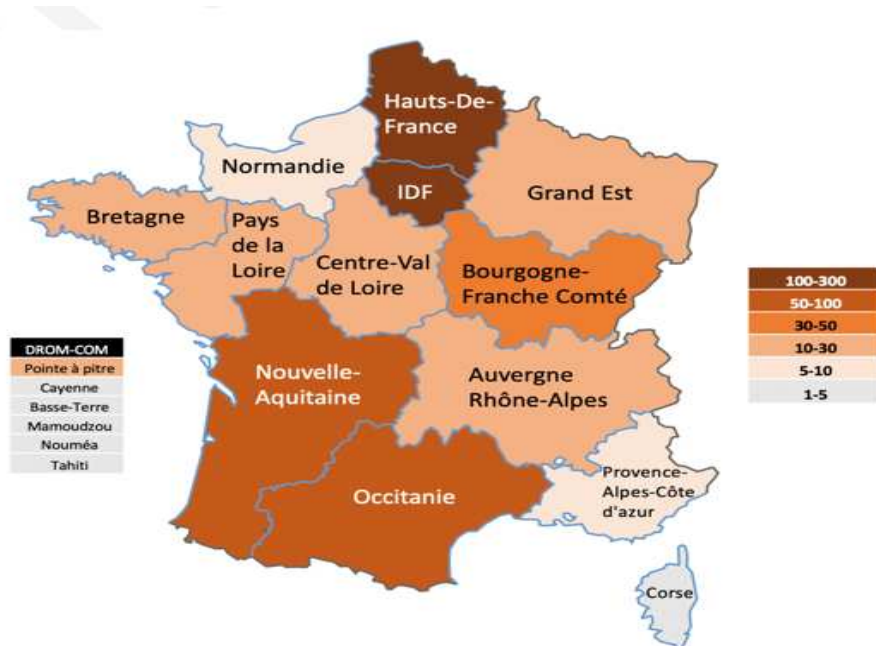 Hauts-De-
France
Normandie
IDF
Grand Est
Bretagne
Pays
de la
Loire
Centre-Val
de Loire
Bourgogne-
Franche Comté
Nouvelle-
Aquitaine
Auvergne
Rhône-Alpes
Occitanie
Provence-
Alpes-Côte
d'azur
Corse
DROM-COM
Pointe à pitre
Cayenne
Basse-Terre
Mamoudzou
Nouméa
Tahiti
100-300
50-100
30-50
10-30
5-10
1-5